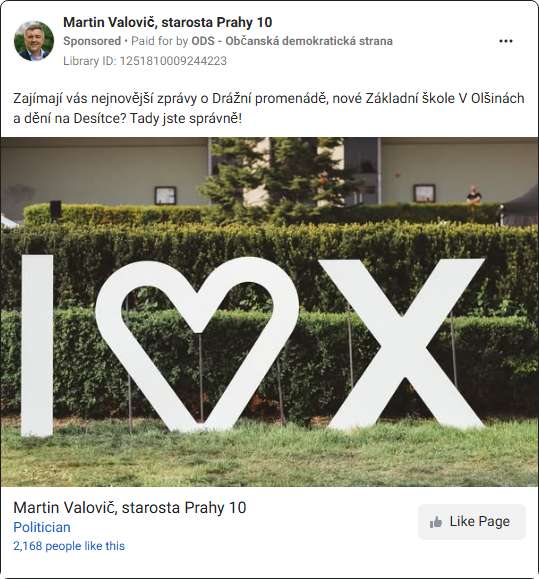 Martin Valovič, starosta Prahy 10
Sponsored • Paid for by ODS - Občanská demokratická strana
Library ID: 1251810009244223
Zajímají vás nejnovější zprávy o Drážní promenádě, nové Základní škole V Olšinách
a dění na Desítce? Tady jste správně!
I X
Martin Valovič, starosta Prahy 10
Politician
2,168 people like this
Like Page